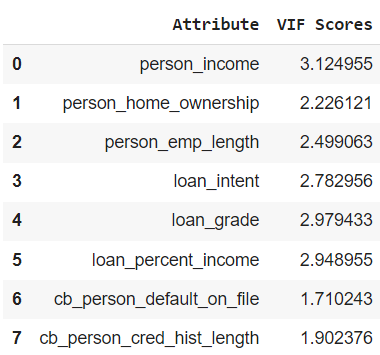 Attribute VIF Scores
0 person_income 3.124955
1 person_home_ownership 2.226121
2 person_emp_length 2.499063
3 loan_intent 2.782956
4 loan_grade 2.979433
5 loan_percent_income 2.948955
6 cb_person_default_on_file 1.710243
7 cb_person_cred_hist_length 1.902376